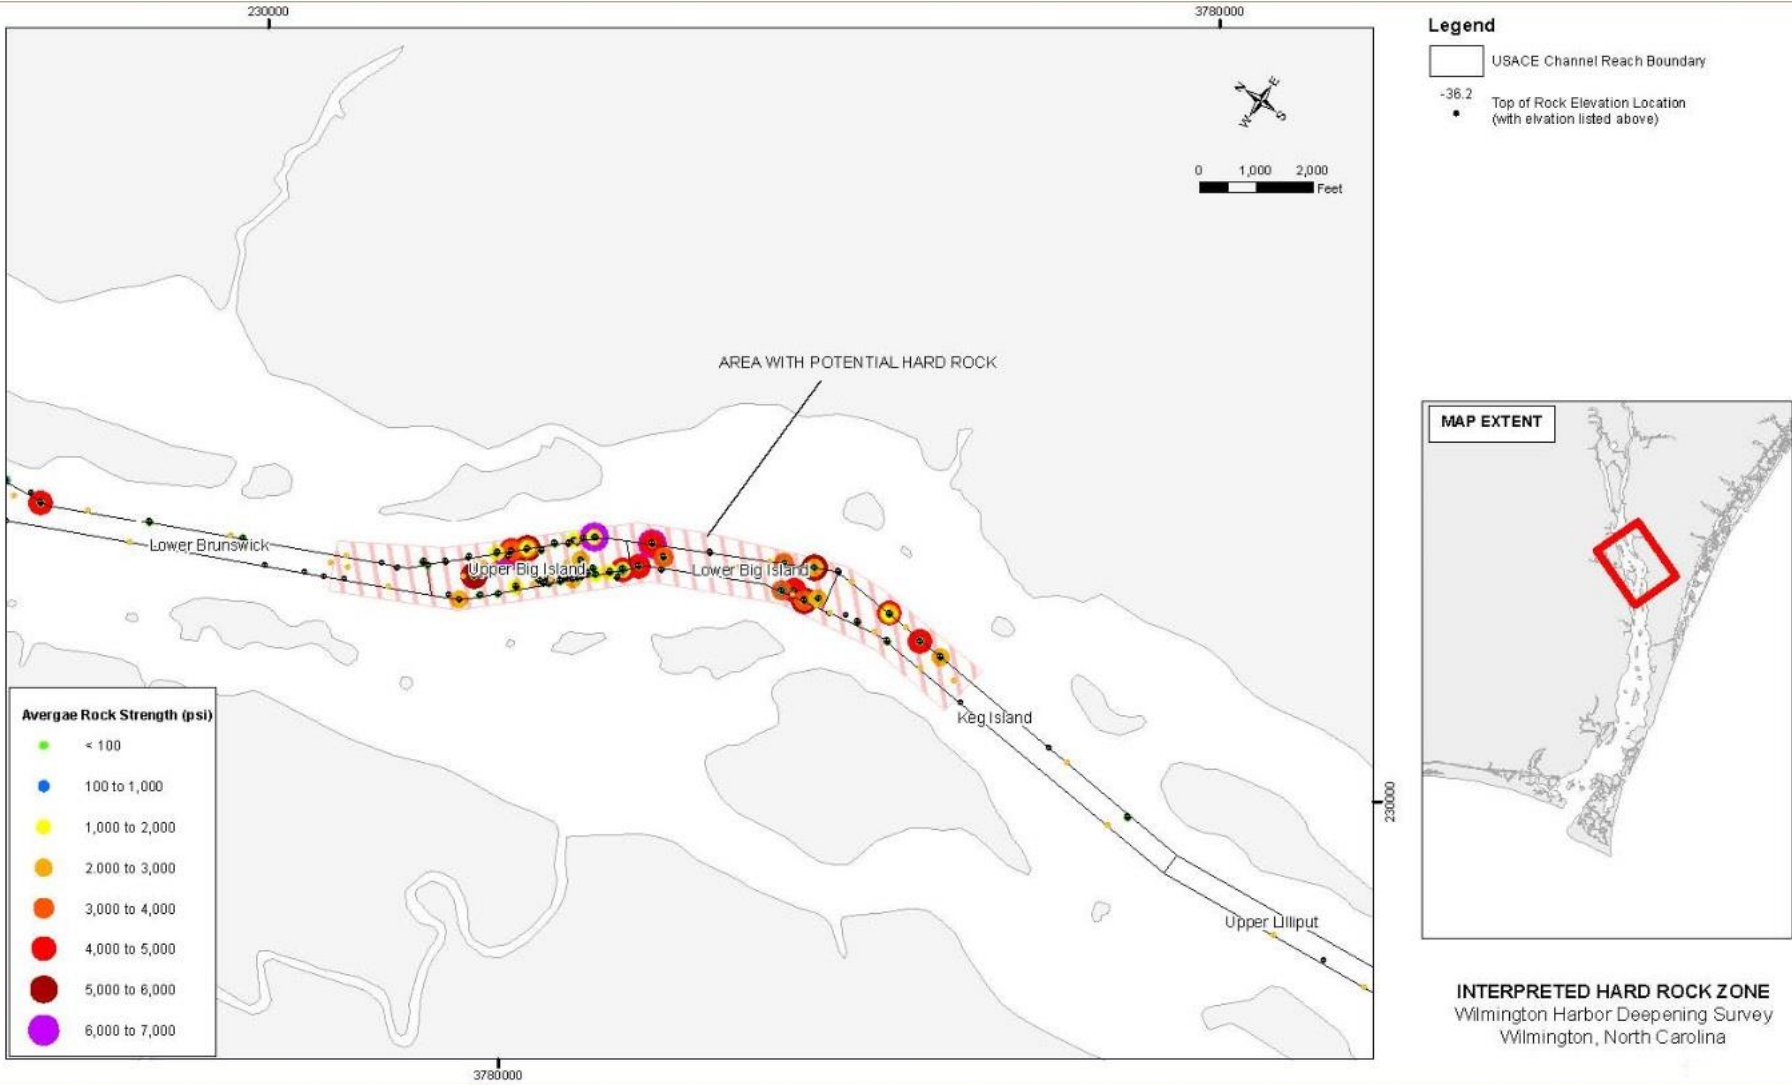 230000
3780000
Legend
USACE Channel Reach Boundary
-36.2
Top of Rock Elevation Location
(with elvation listed above)
N
E
W
S
0 1,000 2,000
Feet
AREA WITH POTENTIAL HARD ROCK
MAP EXTENT
Lower Brunswick
Upper Big Island
Lower Big Island
Keg Island
230000
Upper Lilliput
Avergae Rock Strength (psi)
< 100
100 to 1,000
1,000 to 2,000
2.000 to 3,000
3,000 to 4,000
4,000 to 5,000
5,000 to 6,000
6,000 to 7,000
3780000
INTERPRETED HARD ROCK ZONE
Wilmington Harbor Deepening Survey
Wilmington, North Carolina